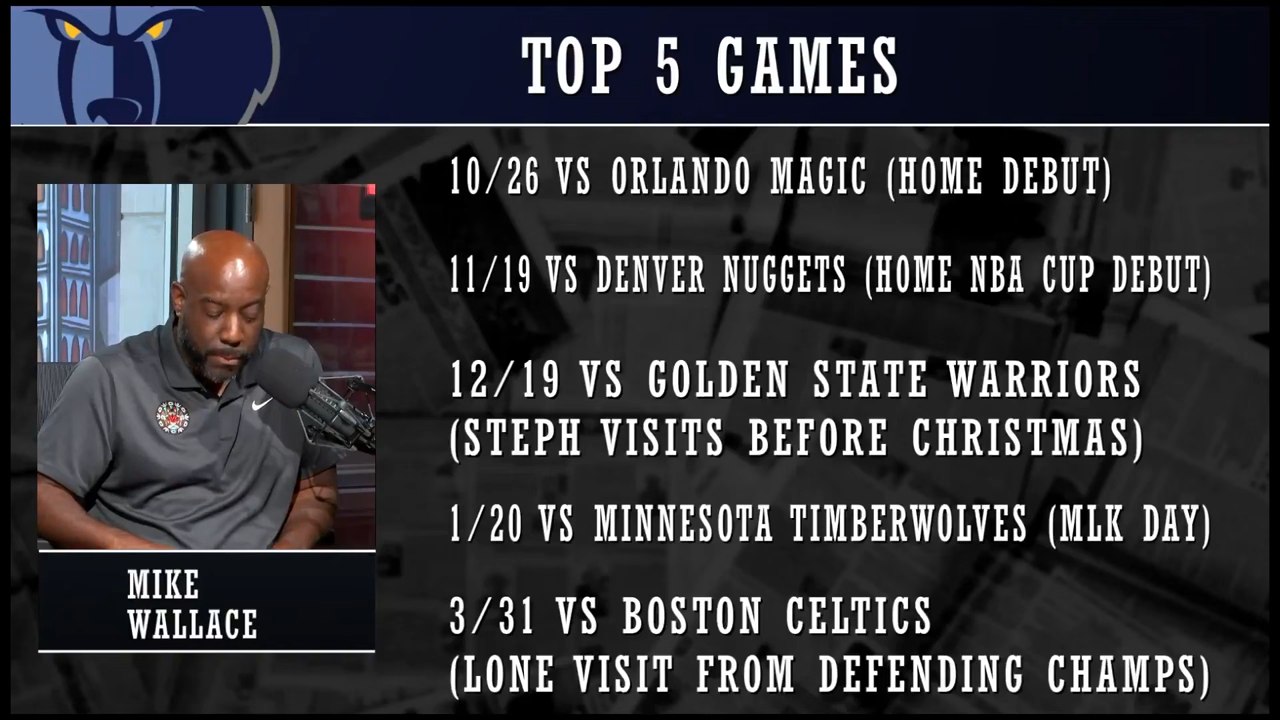 TOP 5 GAMES
10/26 VS ORLANDO MAGIC (HOME DEBUT)
11/19 VS DENVER NUGGETS (HOME NBA CUP DEBUT)
12/19 VS GOLDEN STATE WARRIORS
(STEPH VISITS BEFORE CHRISTMAS)
1/20 VS MINNESOTA TIMBERWOLVES (MLK DAY)
3/31 VS BOSTON CELTICS
(LONE VISIT FROM DEFENDING CHAMPS)
MIKE
WALLACE